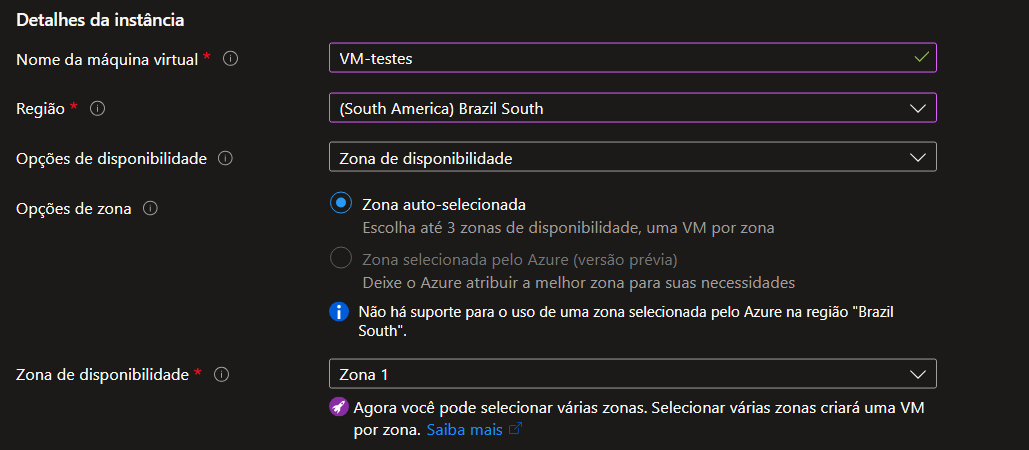 Detalhes da instância
Nome da máquina virtual *
VM-testes
Região *
(South America) Brazil South
Opções de disponibilidade
Zona de disponibilidade
Opções de zona
Zona auto-selecionada
Escolha até 3 zonas de disponibilidade, uma VM por zona
Zona selecionada pelo Azure (versão prévia)
Deixe o Azure atribuir a melhor zona para suas necessidades
Não há suporte para o uso de uma zona selecionada pelo Azure na região "Brazil
South".
Zona de disponibilidade *
Zona 1
Agora você pode selecionar várias zonas. Selecionar várias zonas criará uma VM
por zona. Saiba mais